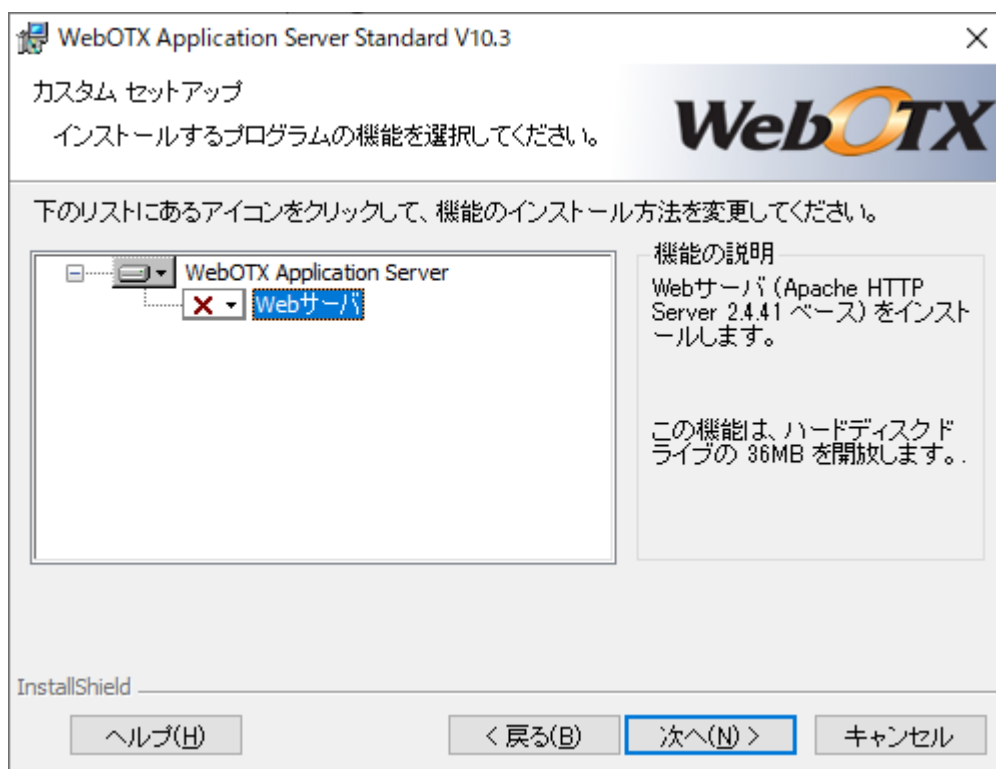 WebOTX Application Server Standard V10.3
カスタム セットアップ
インストールするプログラムの機能を選択してください。
WebOTX
下のリストにあるアイコンをクリックして、機能のインストール方法を変更してください。
WebOTX Application Server
Webサーバ
機能の説明
Webサーバ (Apache HTTP
Server 2.4.41 ベース) をインスト
ールします。
この機能は、ハードディスクド
ライブの 36MB を開放します。.
InstallShield
ヘルプ(H)
< 戻る(B)
次へ(N) >
キャンセル